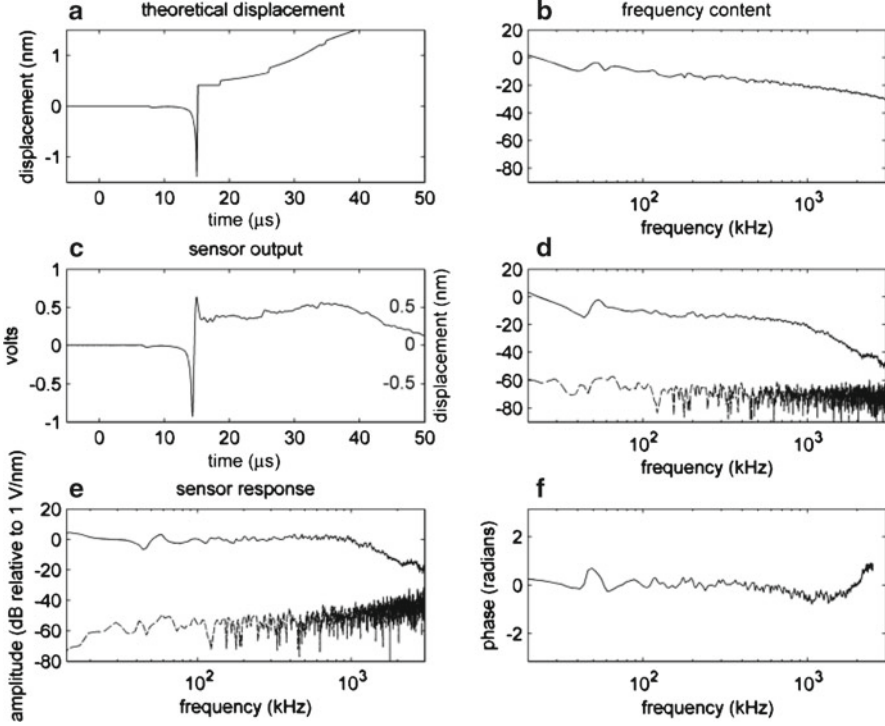 a theoretical displacement
displacement (nm)
1
0
-1
0 10 20 30 40 50
time (μs)
b frequency content
20
0
-20
-40
-60
-80
10²
10³
frequency (kHz)
c sensor output
volts
1
0.5
0
-0.5
-1
0.5
0
-0.5
displacement (nm)
0 10 20 30 40 50
time (μs)
d
20
0
-20
-40
-60
-80
10²
10³
frequency (kHz)
e sensor response
amplitude (dB relative to 1 V/nm)
20
0
-20
-40
-60
-80
10²
10³
frequency (kHz)
f
phase (radians)
2
0
-2
10²
10³
frequency (kHz)